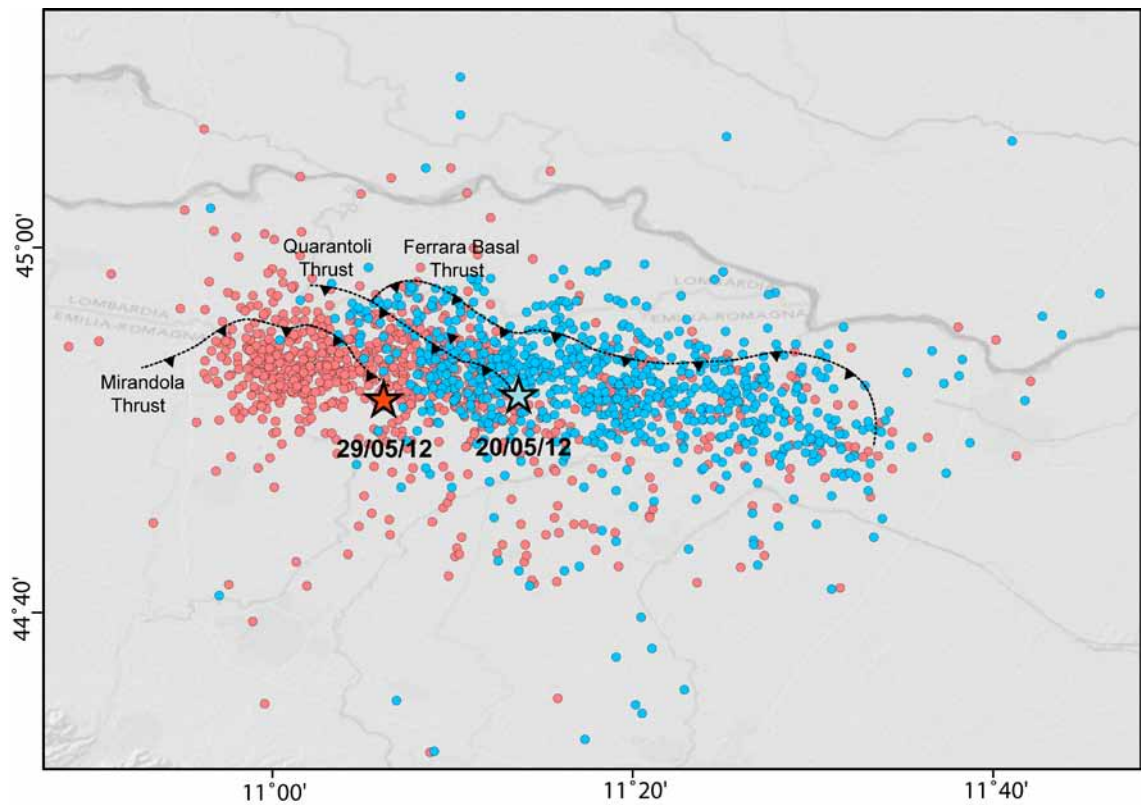 45°00'
Quarantoli
Thrust
Ferrara Basal
Thrust
LOMBARDIA
EMILIA-ROMAGNA
LOMBARDIA
EMILIA-ROMAGNA
Mirandola
Thrust
29/05/12
20/05/12
44°40'
11°00'
11°20'
11°40'